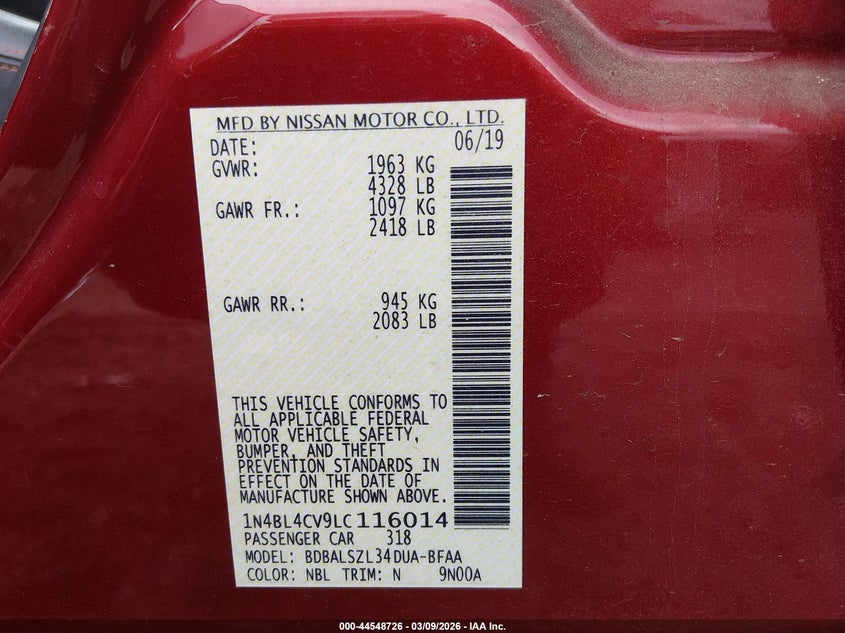 MFD BY NISSAN MOTOR CO., LTD.
DATE: 06/19
GVWR: 1963 KG
4328 LB
GAWR FR.: 1097 KG
2418 LB
GAWR RR.: 945 KG
2083 LB
THIS VEHICLE CONFORMS TO
ALL APPLICABLE FEDERAL
MOTOR VEHICLE SAFETY,
BUMPER, AND THEFT
PREVENTION STANDARDS IN
EFFECT ON THE DATE OF
MANUFACTURE SHOWN ABOVE.
1N4BL4CV9LC116014
PASSENGER CAR 318
MODEL: BDBALSZL34DUA-BFAA
COLOR: NBL TRIM: N 9N00A
000-44548726 - 03/09/2026 - IAA Inc.